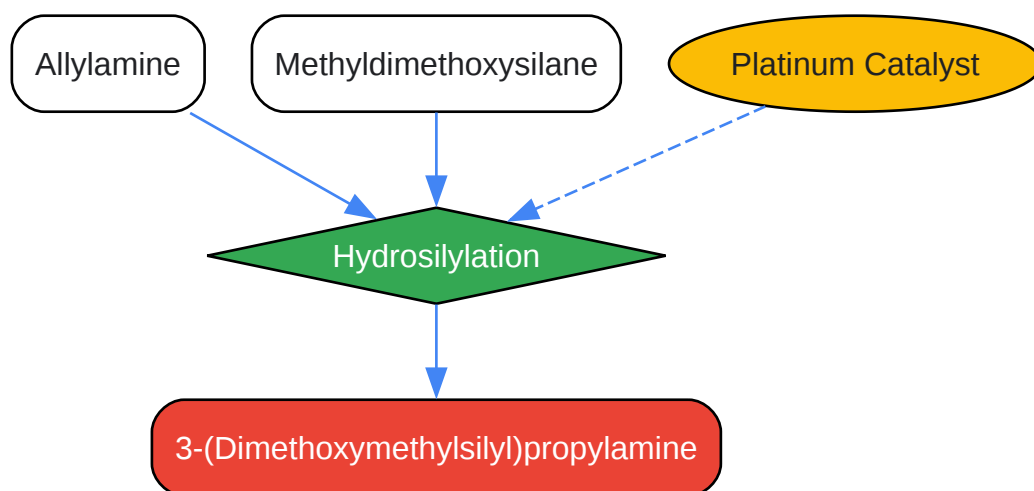 Allylamine
Methyldimethoxysilane
Platinum Catalyst
Hydrosilylation
3-(Dimethoxymethylsilyl)propylamine